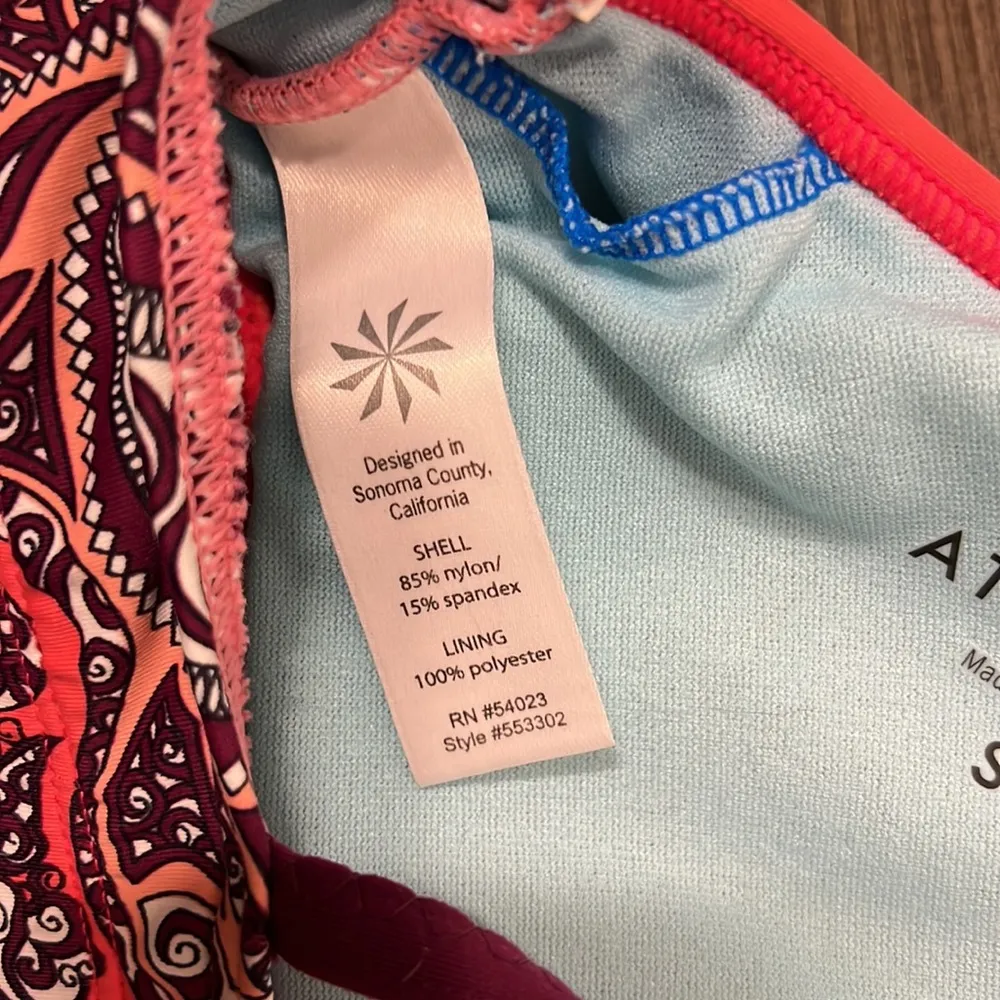 Designed in
Sonoma County,
California
SHELL
85% nylon/
15% spandex
LINING
100% polyester
RN #54023
Style #553302